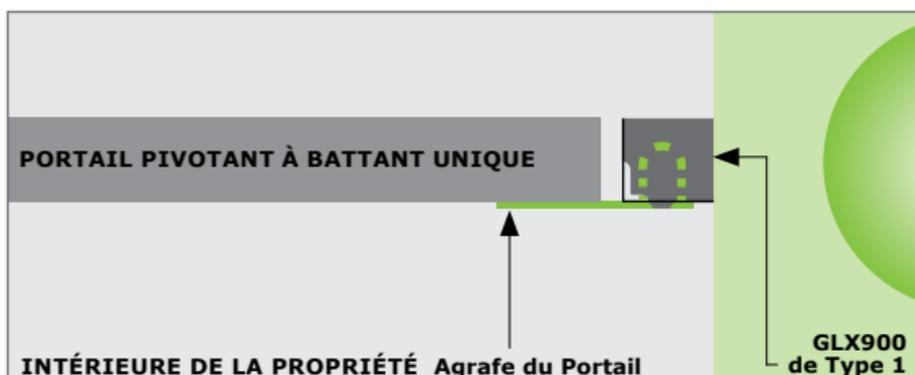 PORTAIL PIVOTANT À BATTANT UNIQUE
INTÉRIEURE DE LA PROPRIÉTÉ
Agrafe du Portail
GLX900
de Type 1